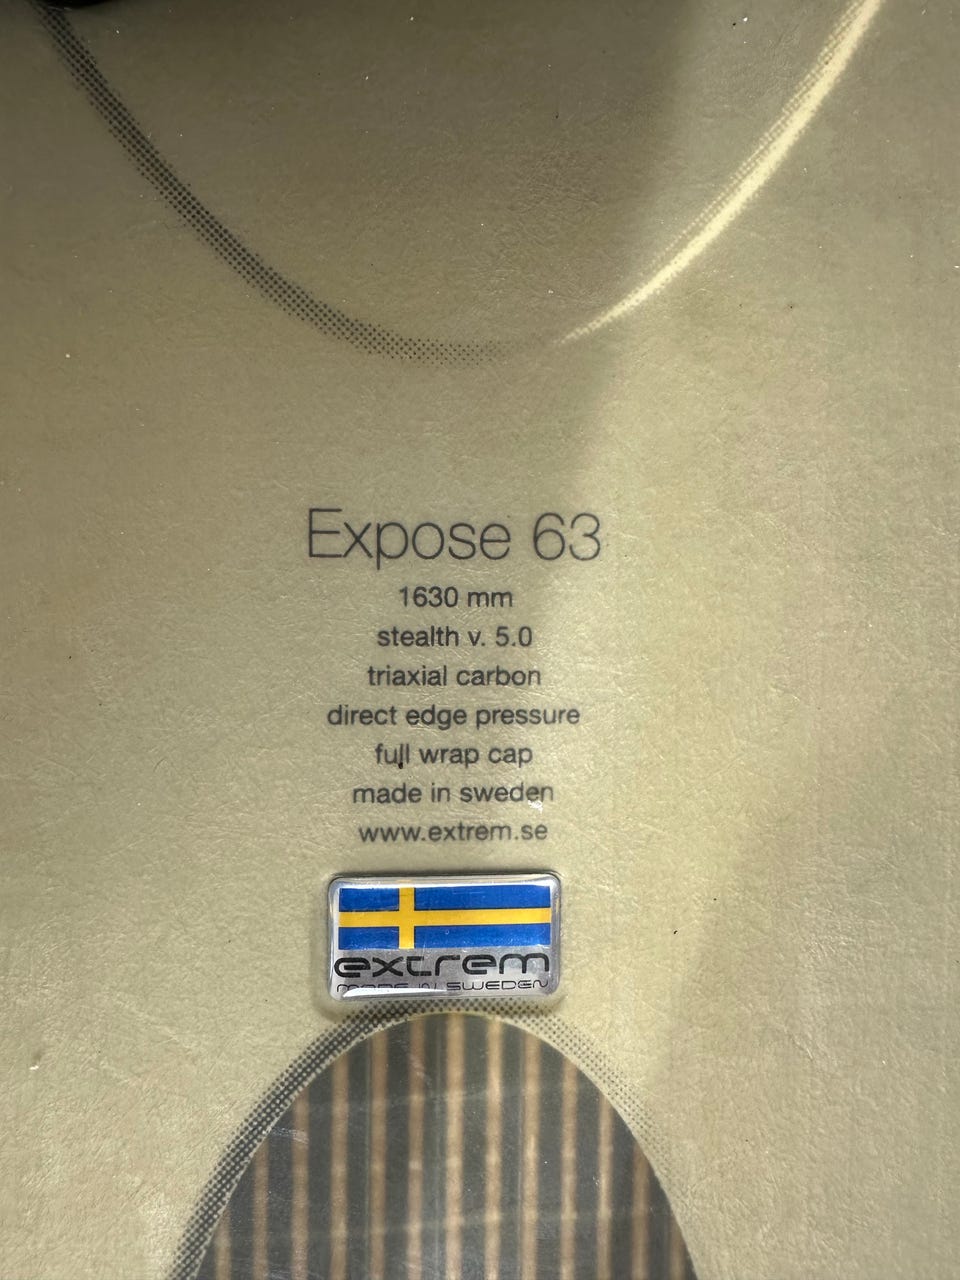 Expose 63
1630 mm
stealth v. 5.0
triaxial carbon
direct edge pressure
full wrap cap
made in sweden
www.extrem.se
extrem
MADE IN SWEDEN